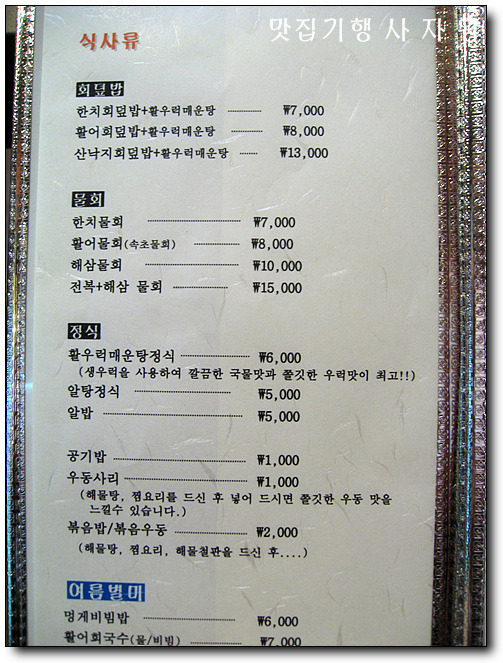 맛집기행 사 자
식사류
회덮밥
한치회덮밥+활우럭매운탕 ---------- ₩7,000
활어회덮밥+활우럭매운탕 ---------- ₩8,000
산낙지회덮밥+활우럭매운탕 ------ ₩13,000
물회
한치물회 ---------- ₩7,000
활어물회(속초물회) ---------- ₩8,000
해삼물회 ---------- ₩10,000
전복+해삼 물회 ---------- ₩15,000
정식
활우럭매운탕정식 ---------- ₩6,000
(생우럭을 사용하여 깔끔한 국물맛과 쫄깃한 우럭맛이 최고!!)
알탕정식 ---------- ₩5,000
알밥 ---------- ₩5,000
공기밥 ---------- ₩1,000
우동사리 ---------- ₩1,000
(해물탕, 찜요리를 드신 후 넣어 드시면 쫄깃한 우동 맛을
느낄수 있습니다.)
볶음밥/볶음우동 ---------- ₩2,000
(해물탕, 찜요리, 해물철판을 드신 후....)
여름별미
멍게비빔밥 ---------- ₩6,000
활어회국수(물/비빔) ---------- ₩7,000